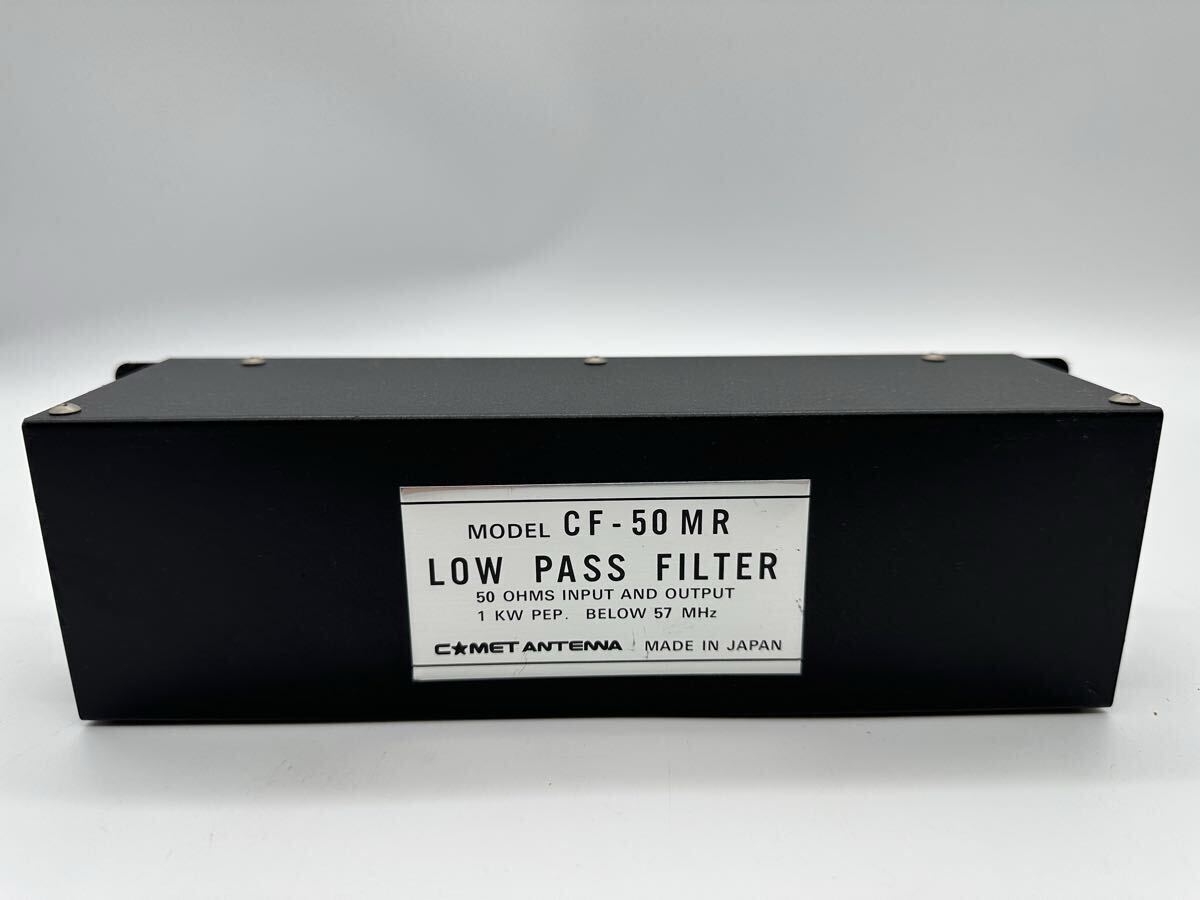 MODEL CF-50MR
LOW PASS FILTER
50 OHMS INPUT AND OUTPUT
1 KW PEP. BELOW 57 MHz
C★MET ANTENNA MADE IN JAPAN